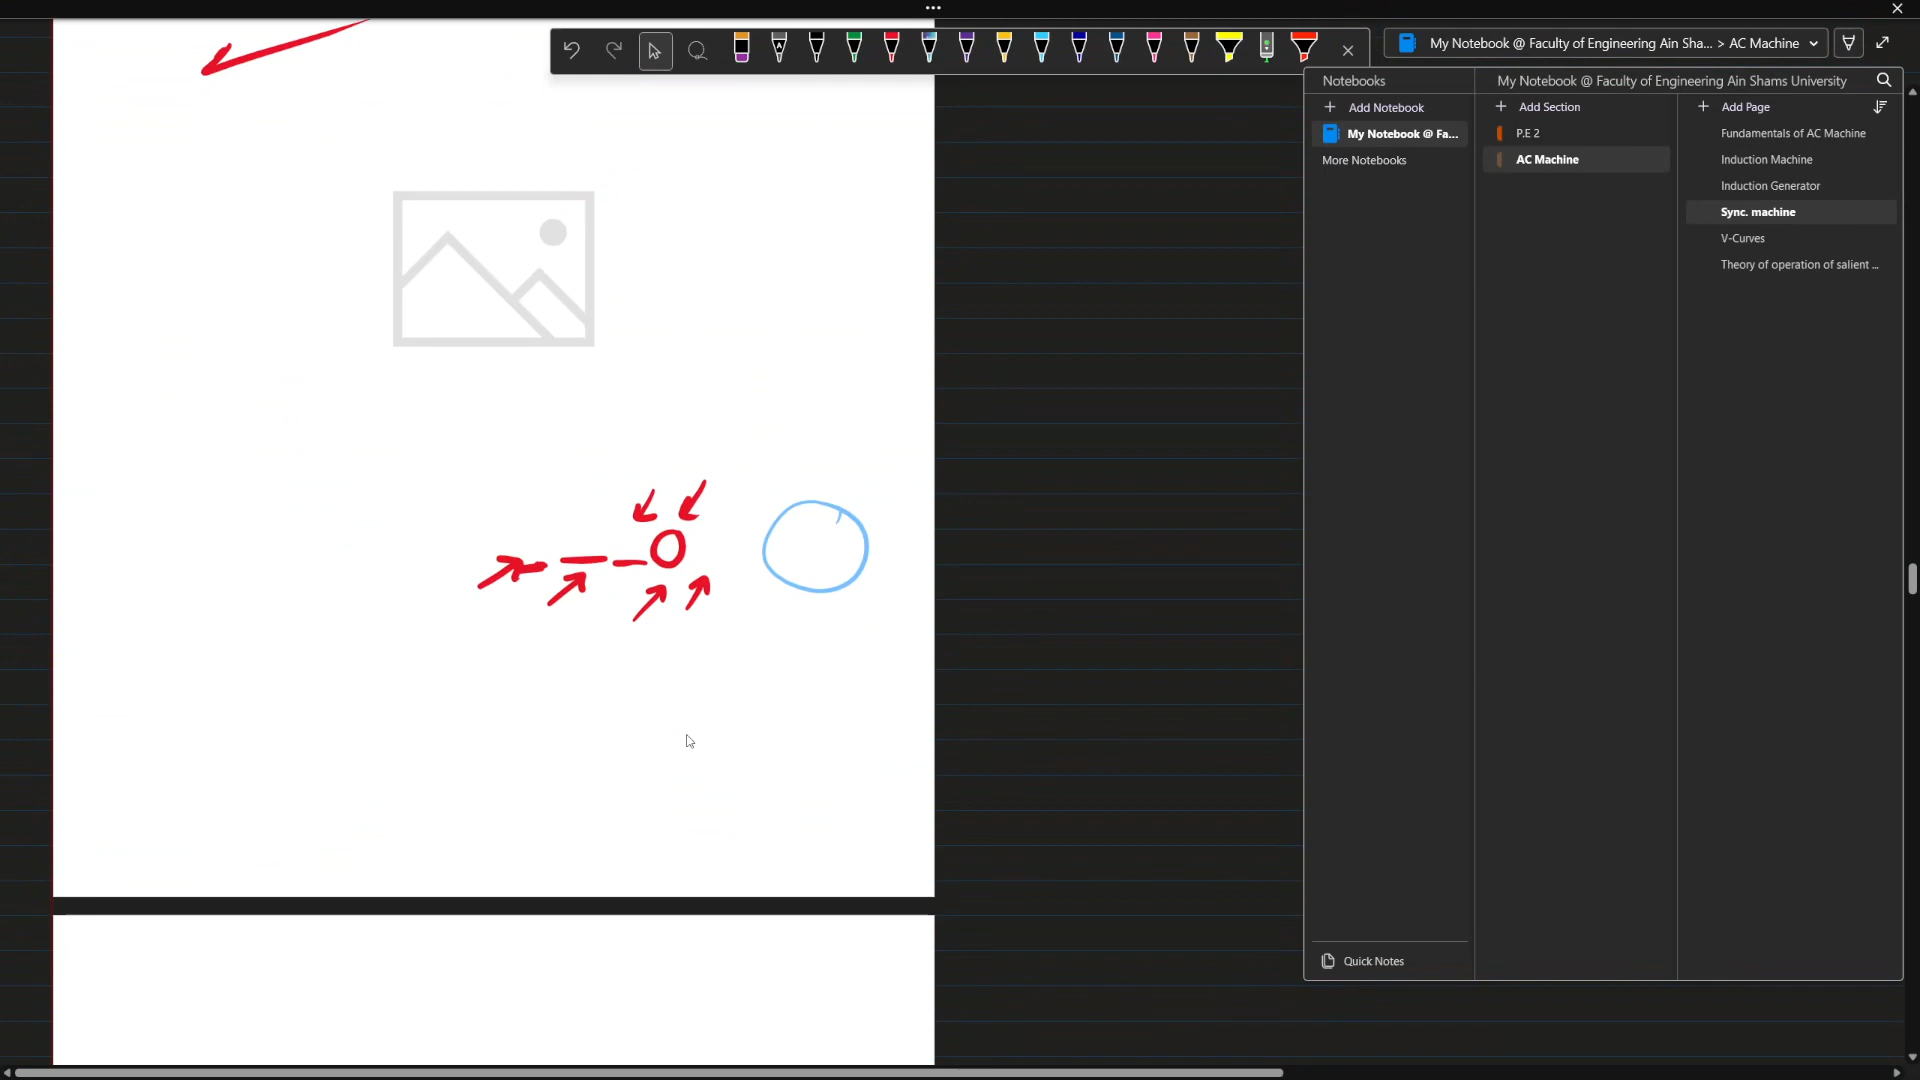 My Notebook @ Faculty of Engineering Ain Sha... > AC Machine
Notebooks
My Notebook @ Faculty of Engineering Ain Shams University
+ Add Notebook
+ Add Section
+ Add Page
My Notebook @ Fa...
P.E 2
Fundamentals of AC Machine
More Notebooks
AC Machine
Induction Machine
Induction Generator
Sync. machine
V-Curves
Theory of operation of salient ...
Quick Notes